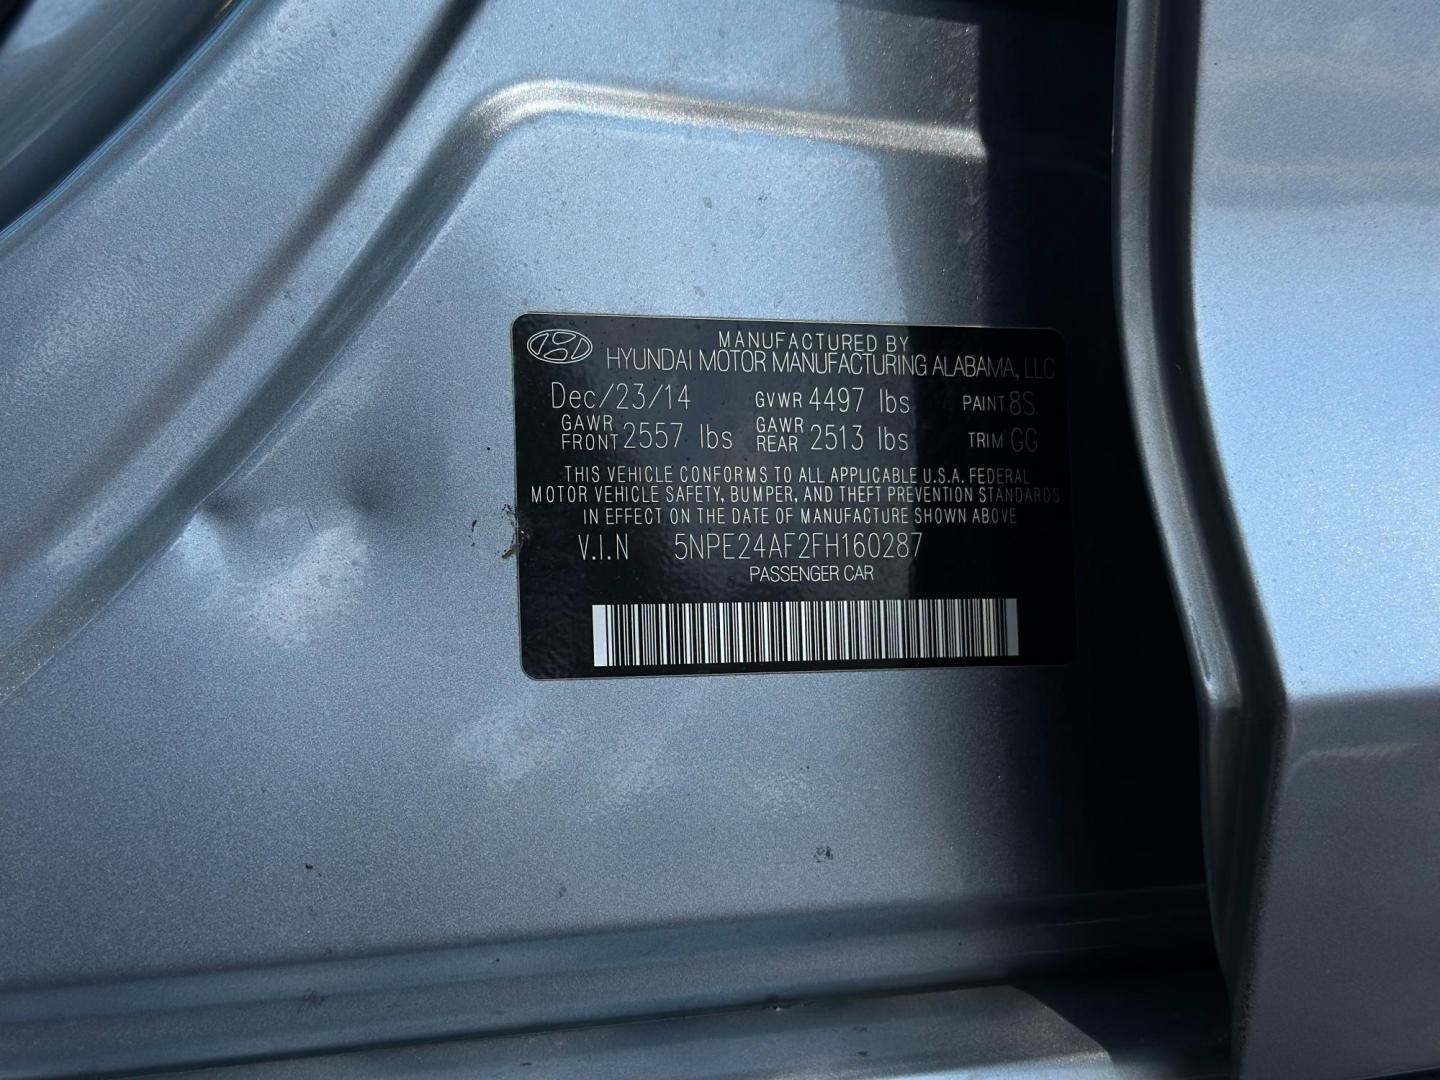 MANUFACTURED BY
HYUNDAI MOTOR MANUFACTURING ALABAMA, LLC
Dec/23/14 GVWR 4497 lbs PAINT 8S
GAWR FRONT 2557 lbs GAWR REAR 2513 lbs TRIM GG
THIS VEHICLE CONFORMS TO ALL APPLICABLE U.S.A. FEDERAL
MOTOR VEHICLE SAFETY, BUMPER, AND THEFT PREVENTION STANDARDS
IN EFFECT ON THE DATE OF MANUFACTURE SHOWN ABOVE
V.I.N 5NPE24AF2FH160287
PASSENGER CAR